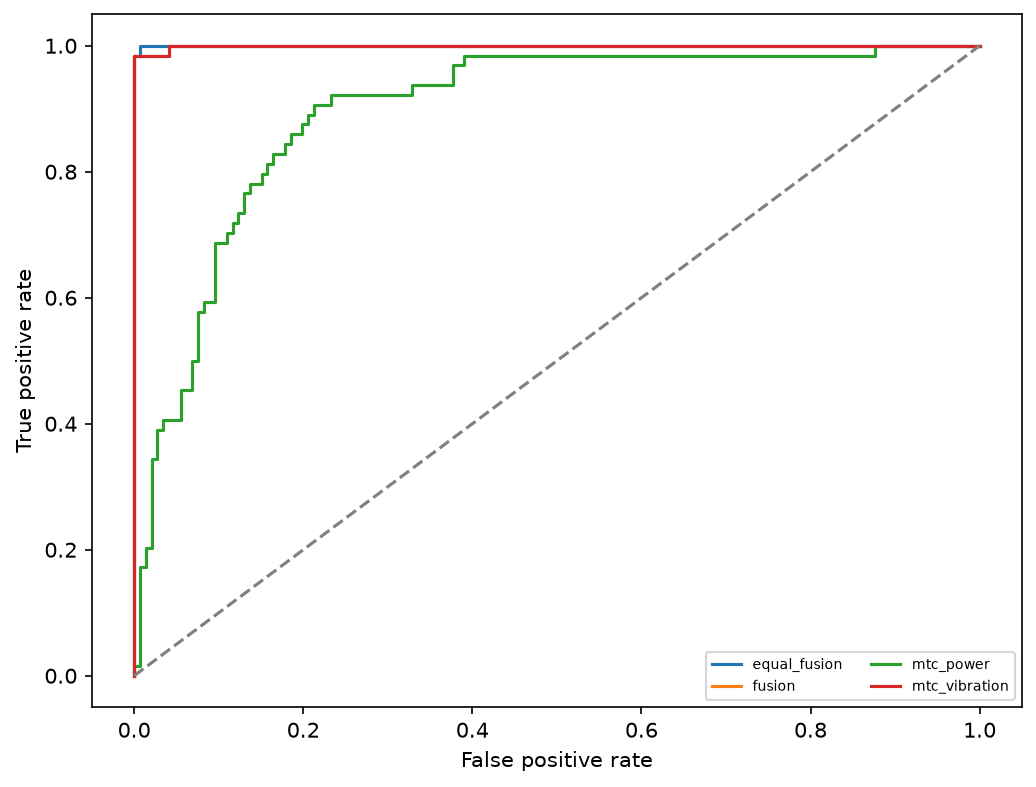 1.0
0.8
0.6
0.4
0.2
0.0
True positive rate
0.0 0.2 0.4 0.6 0.8 1.0
False positive rate
equal_fusion mtc_power
fusion mtc_vibration